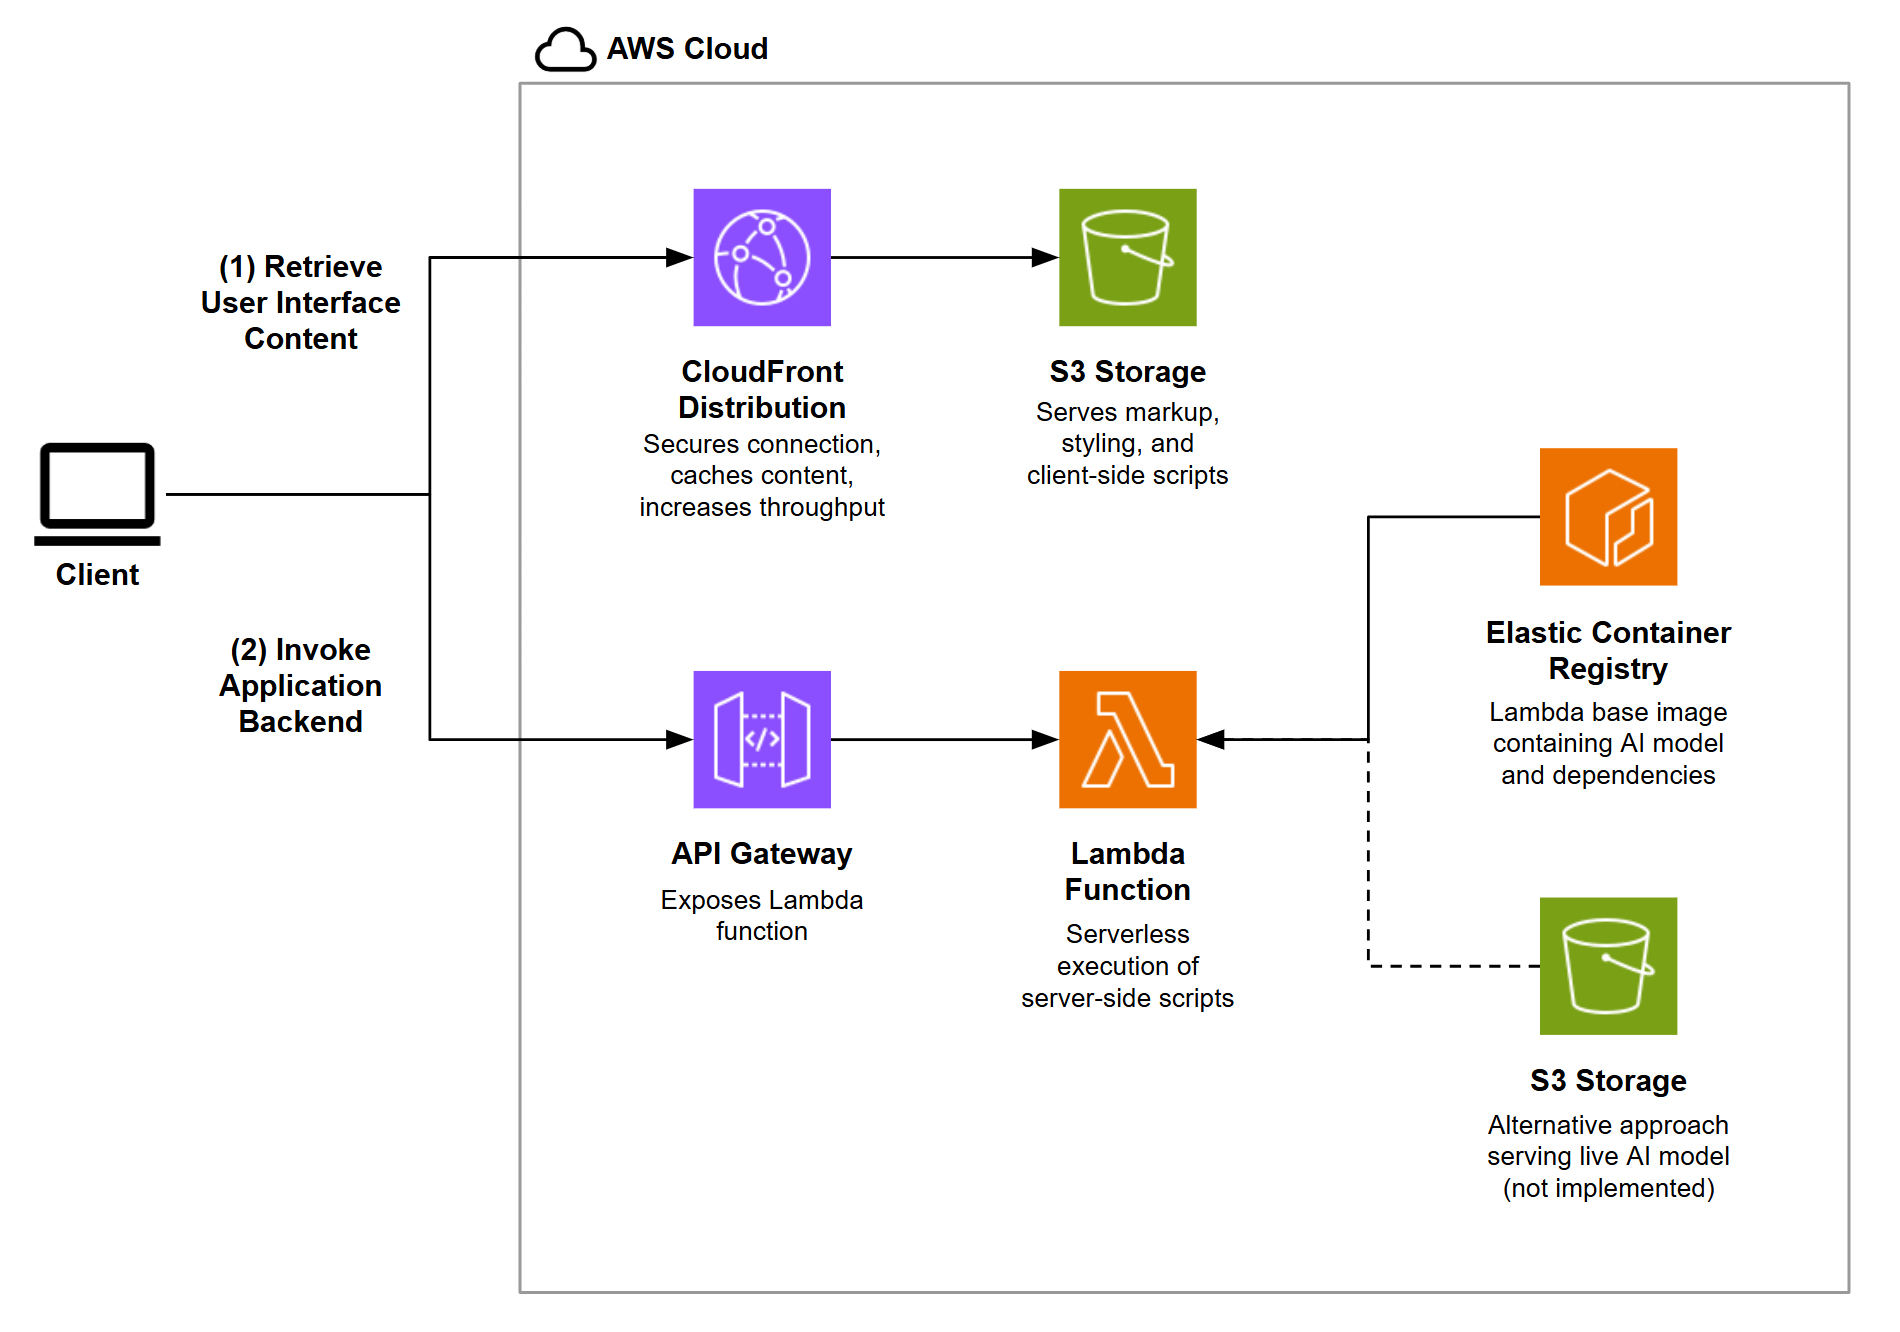 AWS Cloud
(1) Retrieve
User Interface
Content
CloudFront
Distribution
Secures connection,
caches content,
increases throughput
S3 Storage
Serves markup,
styling, and
client-side scripts
Client
(2) Invoke
Application
Backend
</>
API Gateway
Exposes Lambda
function
Lambda
Function
Serverless
execution of
server-side scripts
Elastic Container
Registry
Lambda base image
containing AI model
and dependencies
S3 Storage
Alternative approach
serving live AI model
(not implemented)